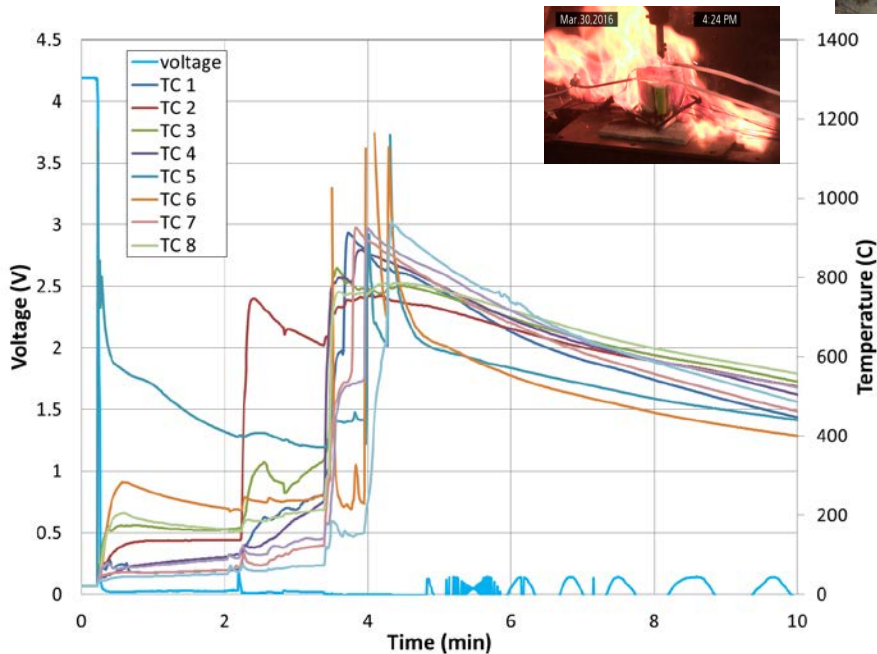 Mar.30,2016 4:24 PM
4.5
4
3.5
3
2.5
2
1.5
1
0.5
0
Voltage (V)
voltage
TC 1
TC 2
TC 3
TC 4
TC 5
TC 6
TC 7
TC 8
1400
1200
1000
800
600
400
200
0
Temperature (C)
0 2 4 6 8 10
Time (min)